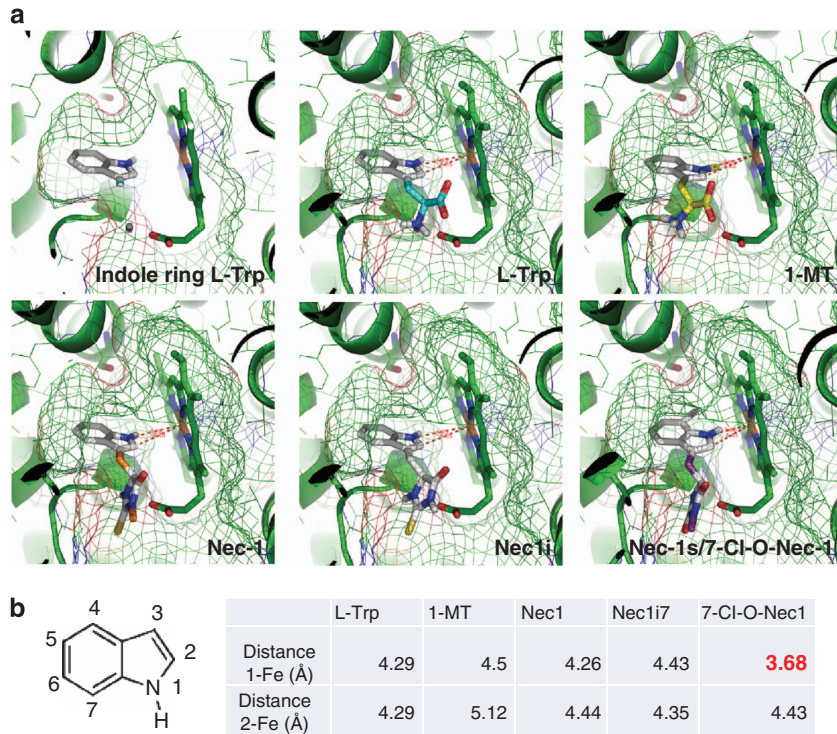 a
Indole ring L-Trp
L-Trp
1-MT
Nec-1
Nec1i
Nec-1s/7-Cl-O-Nec-1
b
4
3
5
2
6
1
7
N
H
L-Trp 1-MT Nec1 Nec1i7 7-Cl-O-Nec1
Distance
1-Fe (Å) 4.29 4.5 4.26 4.43 3.68
Distance
2-Fe (Å) 4.29 5.12 4.44 4.35 4.43